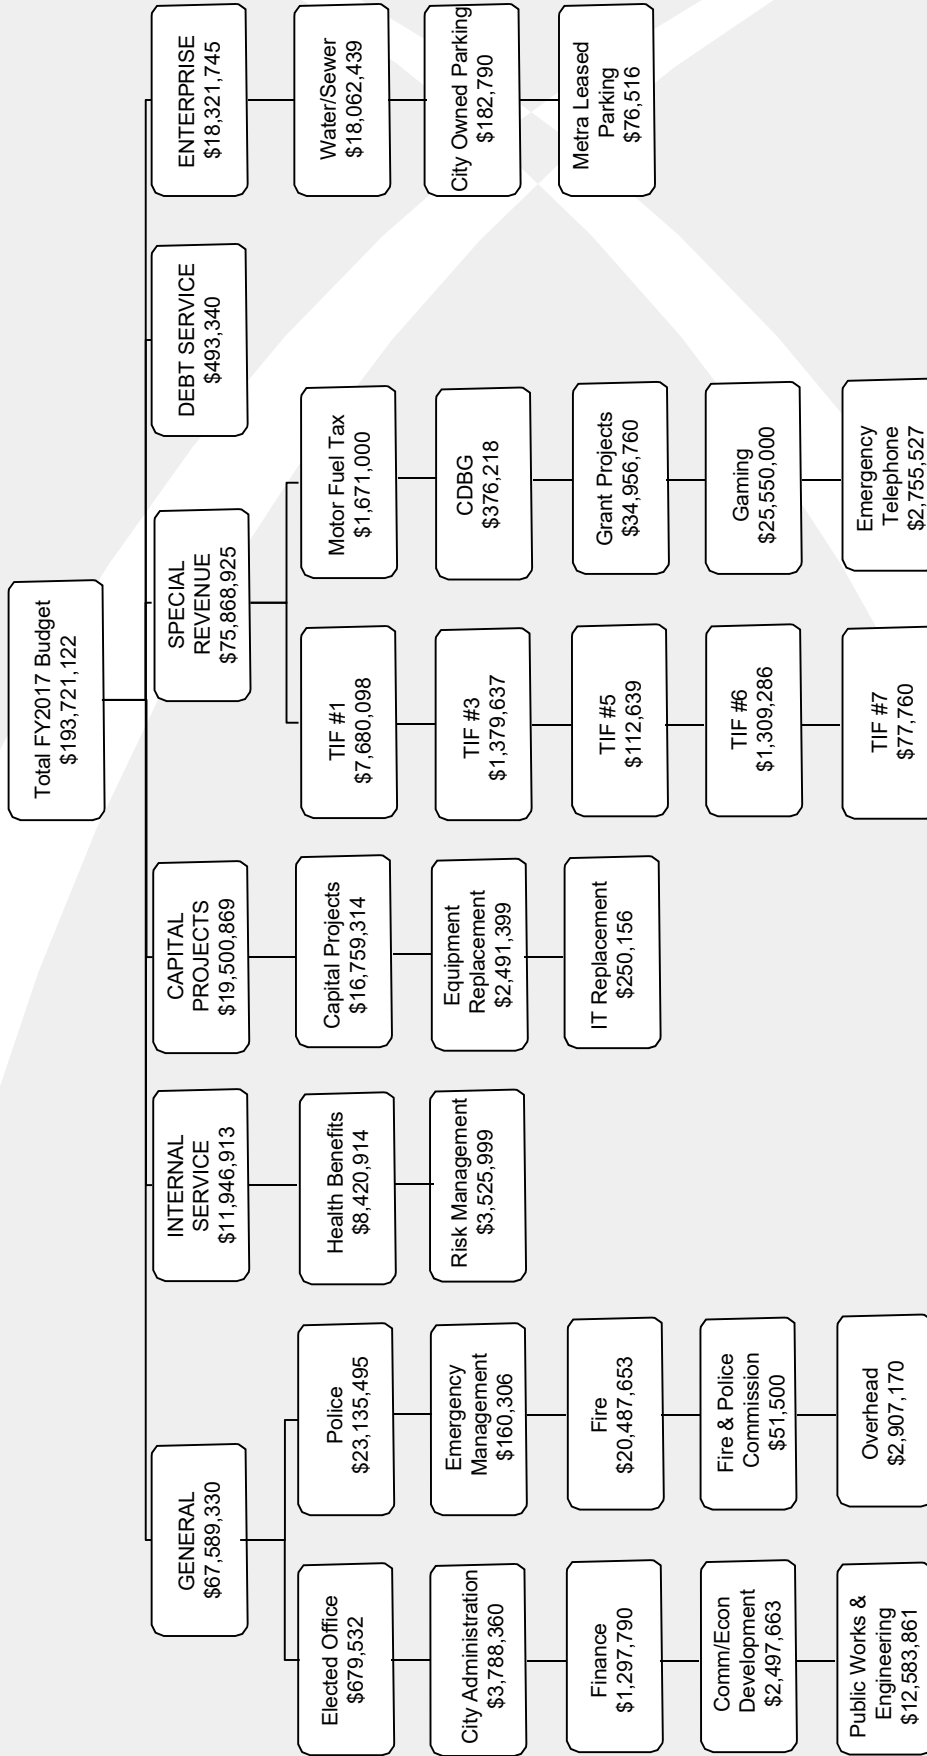 Total FY2017 Budget
$193,721,122
GENERAL
$67,589,330
INTERNAL
SERVICE
$11,946,913
CAPITAL
PROJECTS
$19,500,869
SPECIAL
REVENUE
$75,868,925
DEBT SERVICE
$493,340
ENTERPRISE
$18,321,745
Elected Office
$679,532
City Administration
$3,788,360
Finance
$1,297,790
Comm/Econ
Development
$2,497,663
Public Works &
Engineering
$12,583,861
Police
$23,135,495
Emergency
Management
$160,306
Fire
$20,487,653
Fire & Police
Commission
$51,500
Overhead
$2,907,170
Health Benefits
$8,420,914
Risk Management
$3,525,999
Capital Projects
$16,759,314
Equipment
Replacement
$2,491,399
IT Replacement
$250,156
TIF #1
$7,680,098
TIF #3
$1,379,637
TIF #5
$112,639
TIF #6
$1,309,286
TIF #7
$77,760
Motor Fuel Tax
$1,671,000
CDBG
$376,218
Grant Projects
$34,956,760
Gaming
$25,550,000
Emergency
Telephone
$2,755,527
Water/Sewer
$18,062,439
City Owned Parking
$182,790
Metra Leased
Parking
$76,516